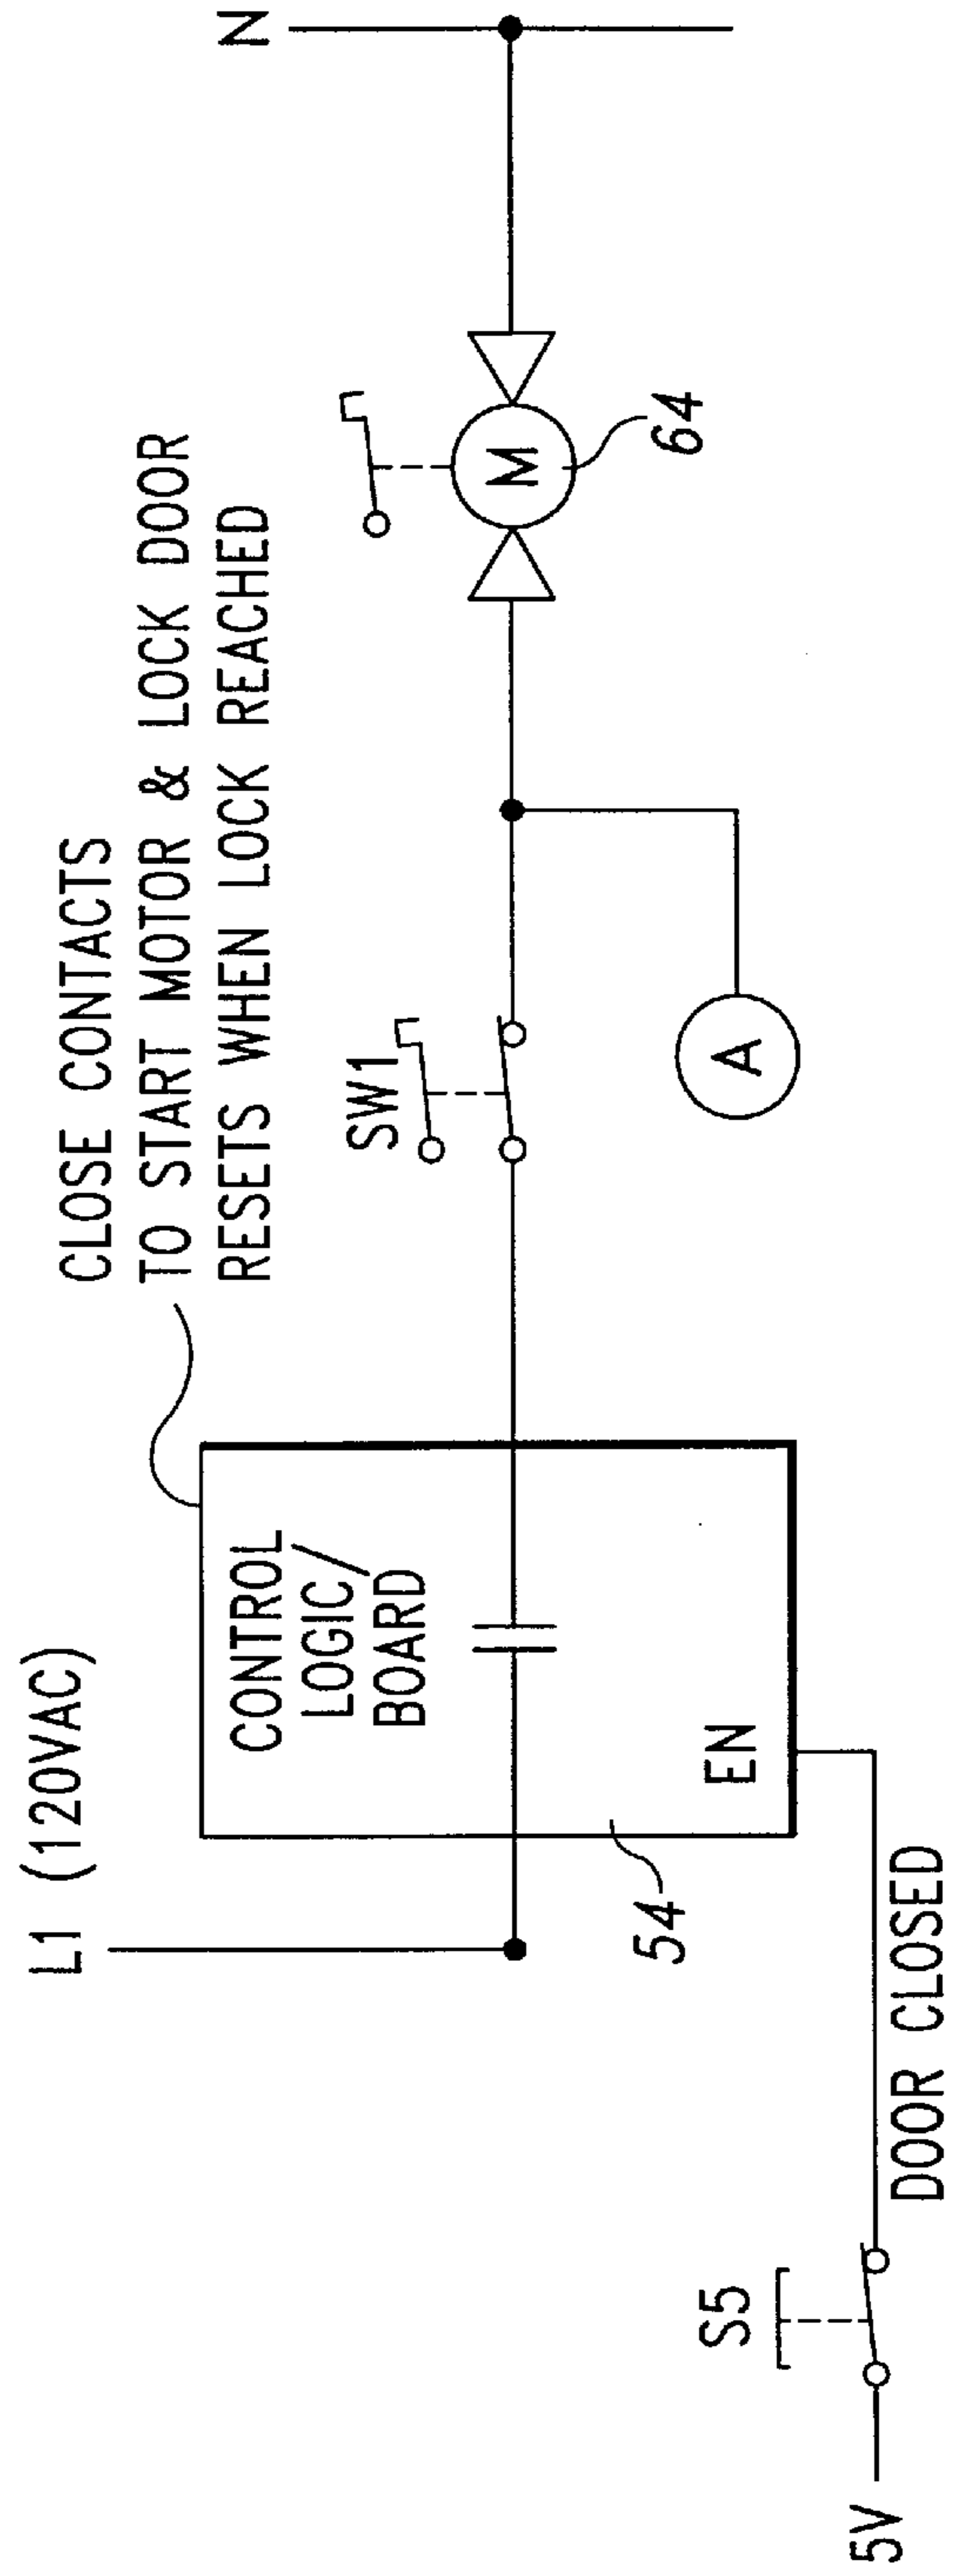 L1 (120VAC)
CLOSE CONTACTS
TO START MOTOR & LOCK DOOR
RESETS WHEN LOCK REACHED
N
CONTROL
LOGIC/
BOARD
SW1
M
64
EN
54
A
S5
5V
DOOR CLOSED